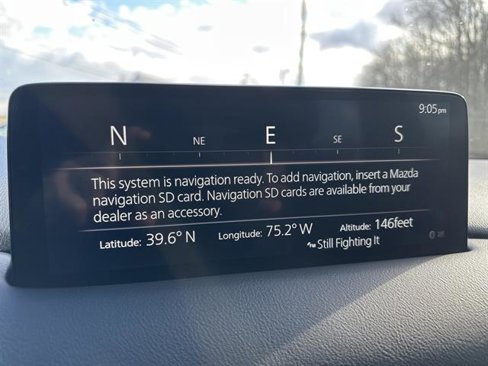 9:05pm
N NE E SE S
This system is navigation ready. To add navigation, insert a Mazda
navigation SD card. Navigation SD cards are available from your
dealer as an accessory.
Latitude: 39.6° N Longitude: 75.2° W Altitude: 146feet
Still Fighting It